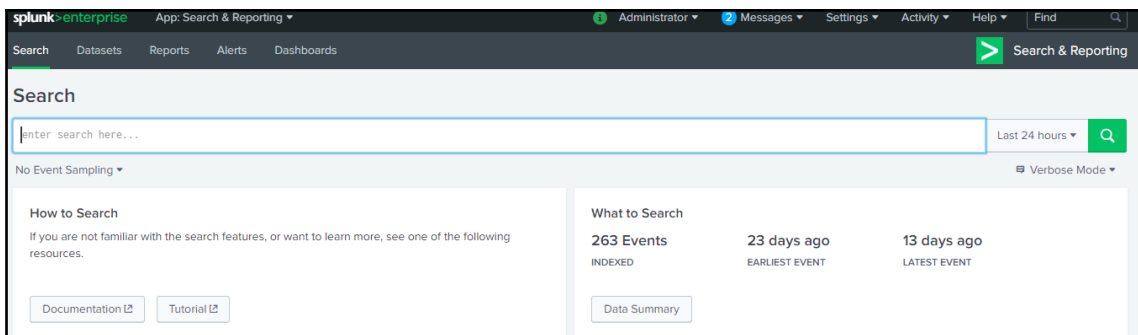 splunk>enterprise App: Search & Reporting ▾ i Administrator ▾ 2 Messages ▾ Settings ▾ Activity ▾ Help ▾ Find
Search Datasets Reports Alerts Dashboards > Search & Reporting
Search
enter search here... Last 24 hours ▾
No Event Sampling ▾ Verbose Mode ▾
How to Search
If you are not familiar with the search features, or want to learn more, see one of the following
resources.
Documentation Tutorial
What to Search
263 Events 23 days ago 13 days ago
INDEXED EARLIEST EVENT LATEST EVENT
Data Summary